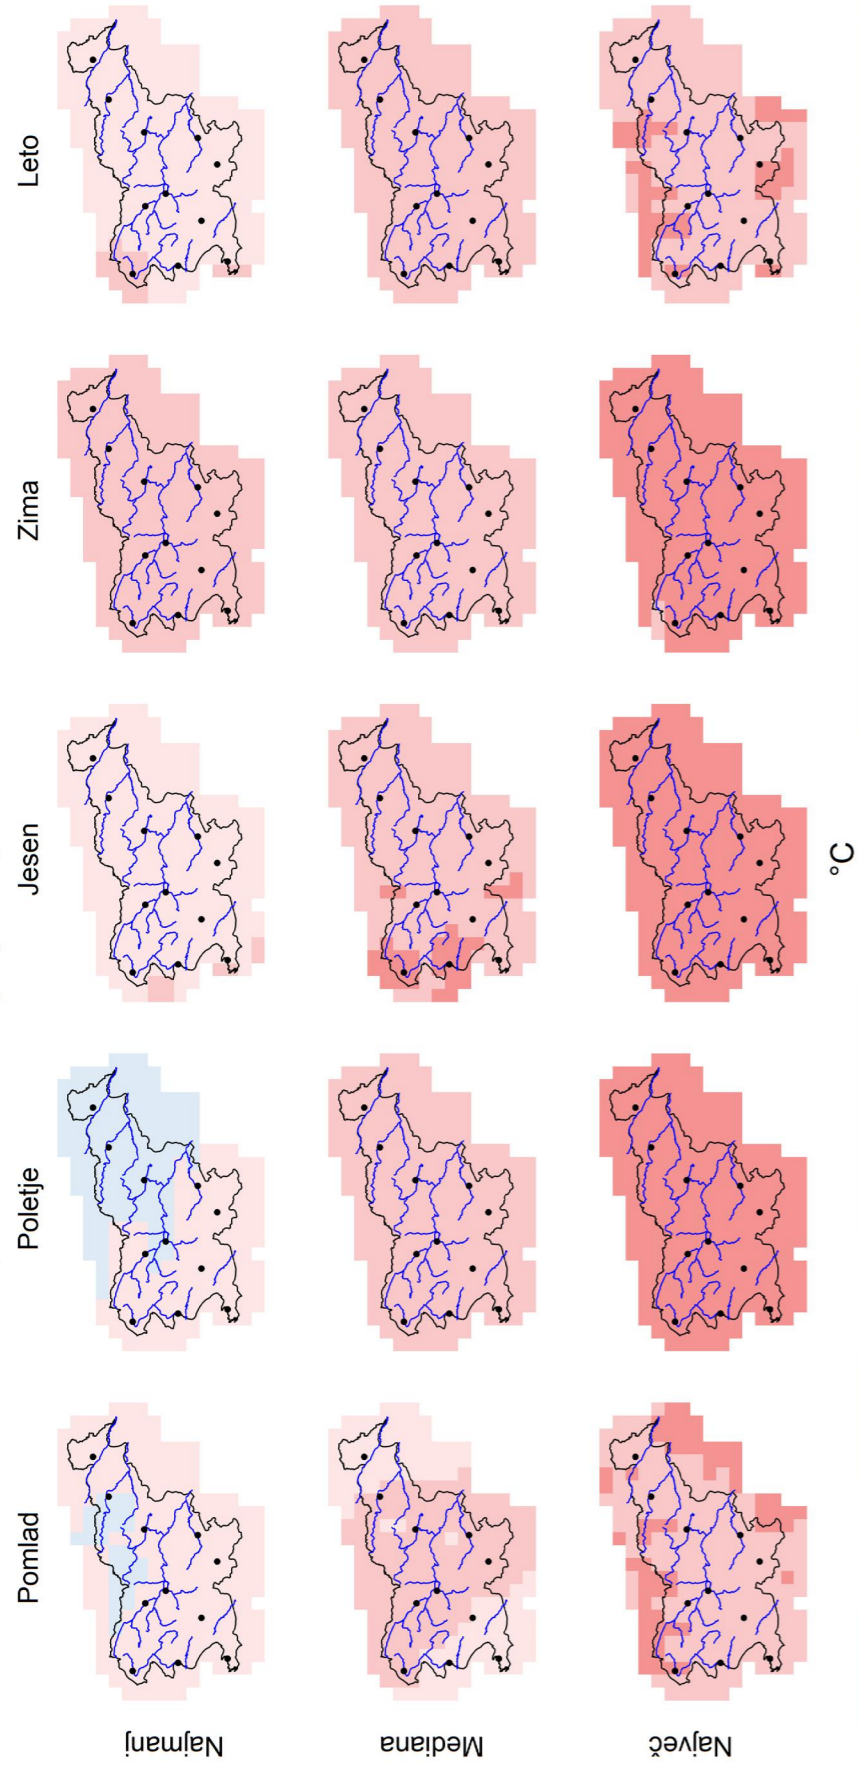 Pomlad
Poletje
Jesen
Zima
Leto
Najmanj
Mediana
Največ
°C